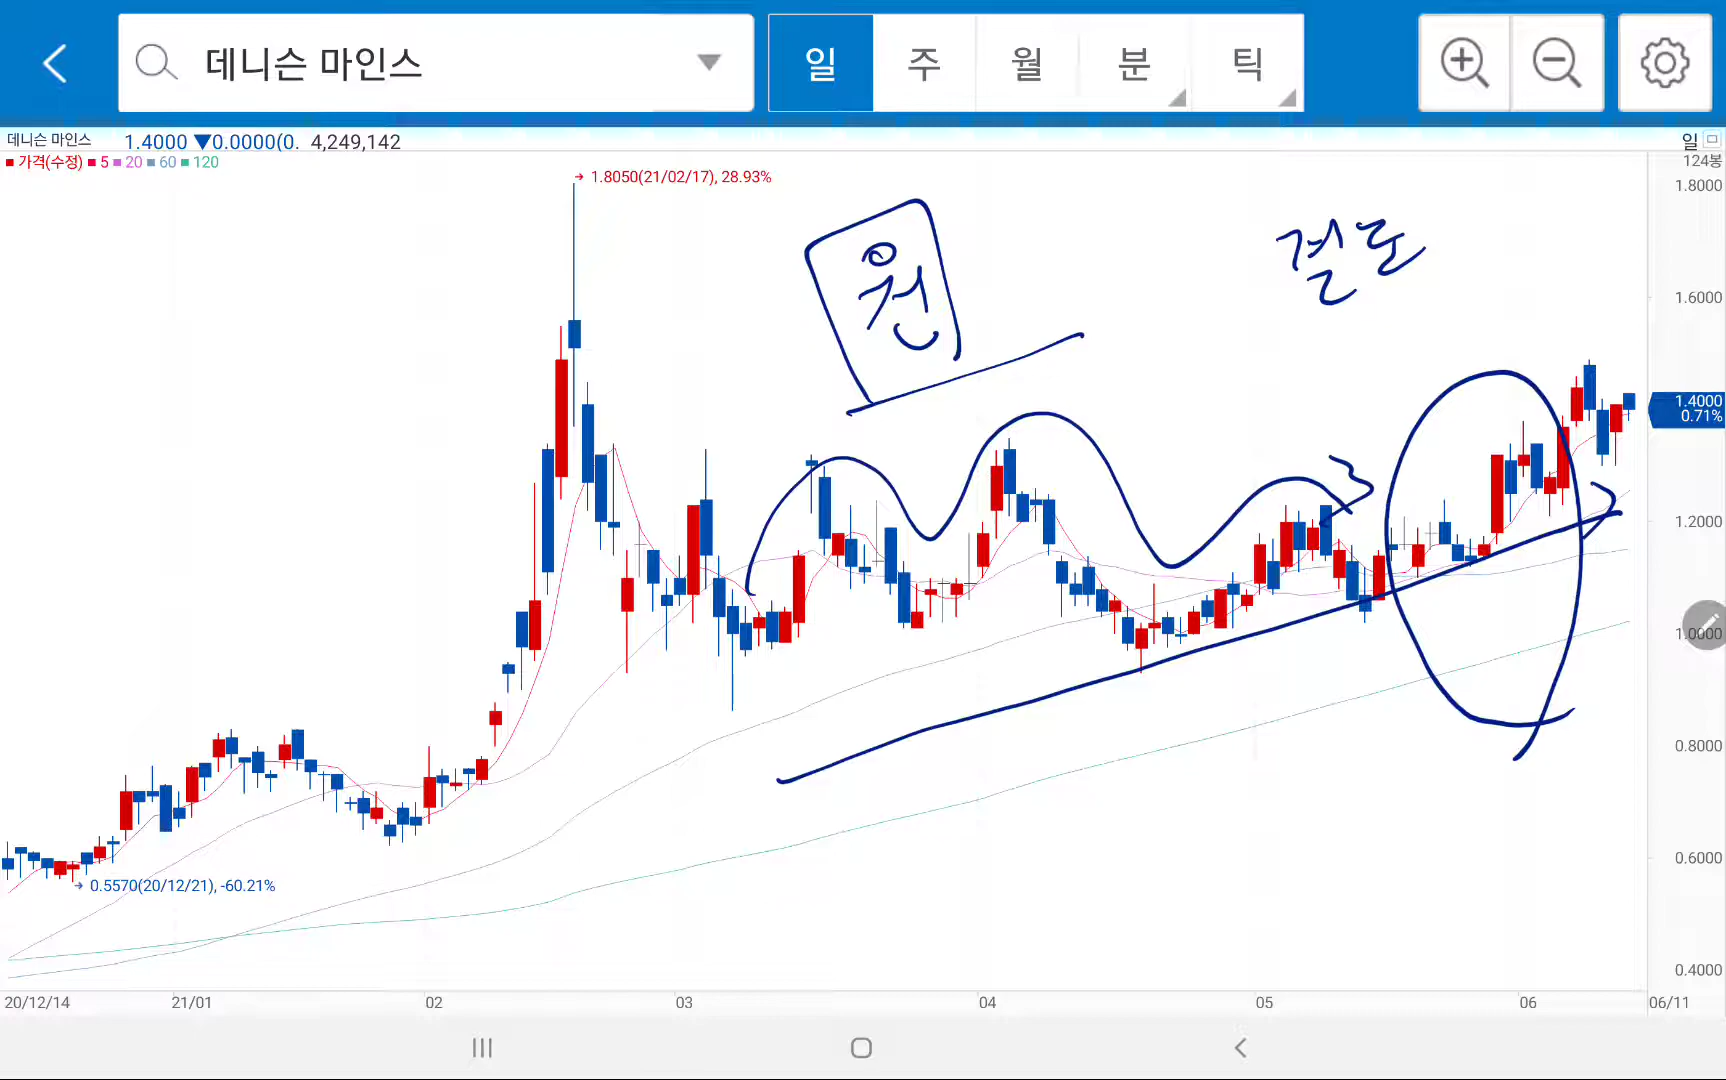 데니슨 마인스 일 주 월 분 틱
데니슨 마인스 1.4000 ▼0.0000(0. 4,249,142 일
가격(수정) 5 20 60 120 124봉
1.8050(21/02/17), 28.93%
1.8000
원
1.6000
1.4000
0.71%
1.2000
1.0000
0.8000
0.6000
0.5570(20/12/21), -60.21%
0.4000
20/12/14 21/01 02 03 04 05 06 06/11